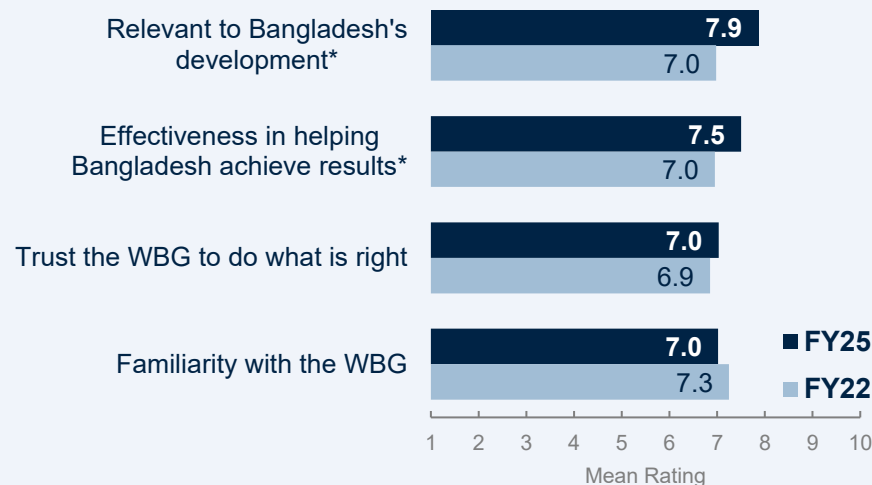 Relevant to Bangladesh's
development*
7.9
7.0
Effectiveness in helping
Bangladesh achieve results*
7.5
7.0
Trust the WBG to do what is right
7.0
6.9
Familiarity with the WBG
7.0
7.3
FY25
FY22
1 2 3 4 5 6 7 8 9 10
Mean Rating